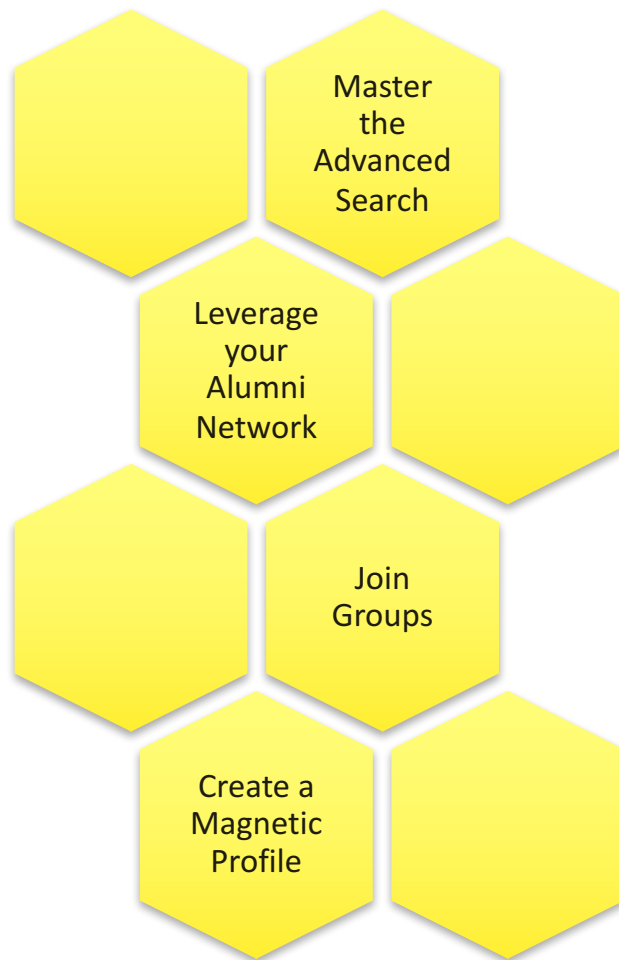 Master
the
Advanced
Search
Leverage
your
Alumni
Network
Join
Groups
Create a
Magnetic
Profile